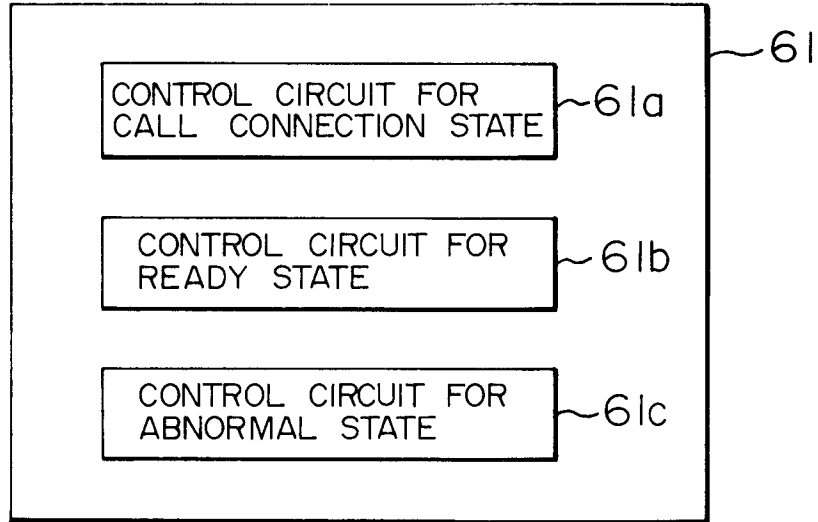 61
CONTROL CIRCUIT FOR
CALL CONNECTION STATE
61a
CONTROL CIRCUIT FOR
READY STATE
61b
CONTROL CIRCUIT FOR
ABNORMAL STATE
61c